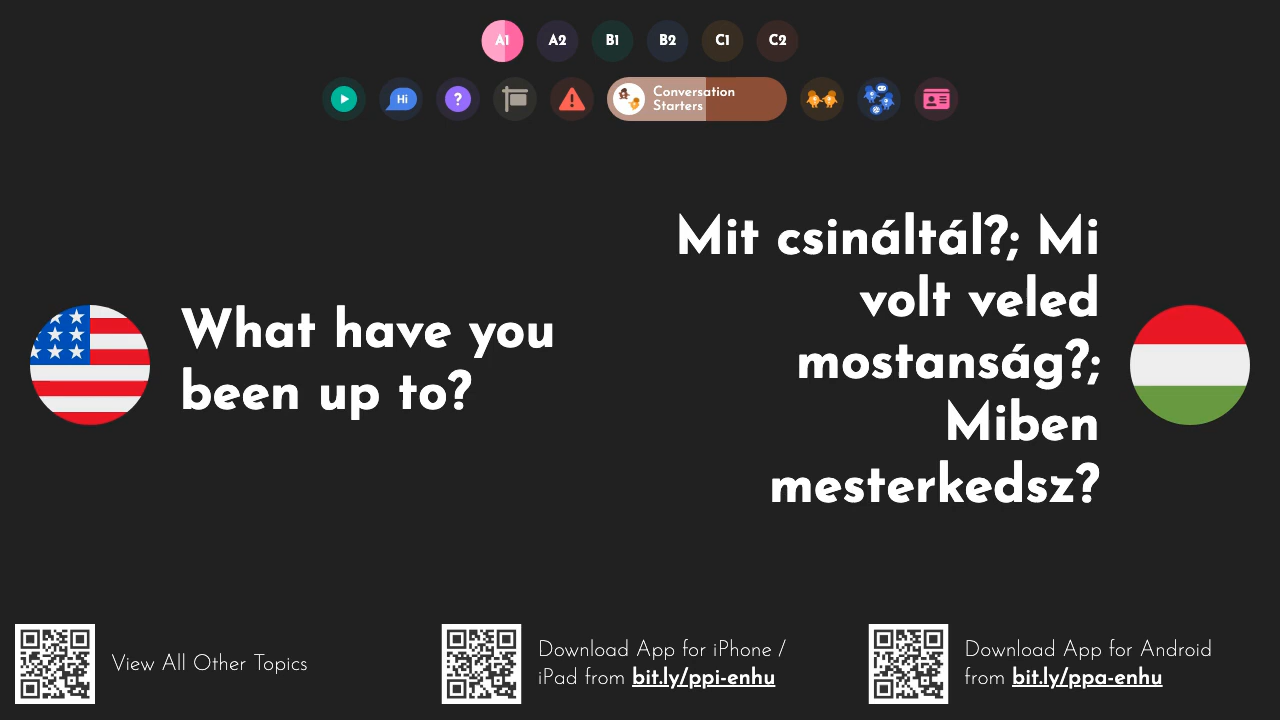 A1 A2 B1 B2 C1 C2
Hi
?
Conversation
Starters
What have you
been up to?
Mit csináltál?; Mi
volt veled
mostanság?;
Miben
mesterkedsz?
View All Other Topics
Download App for iPhone /
iPad from bit.ly/ppi-enhu
Download App for Android
from bit.ly/ppa-enhu